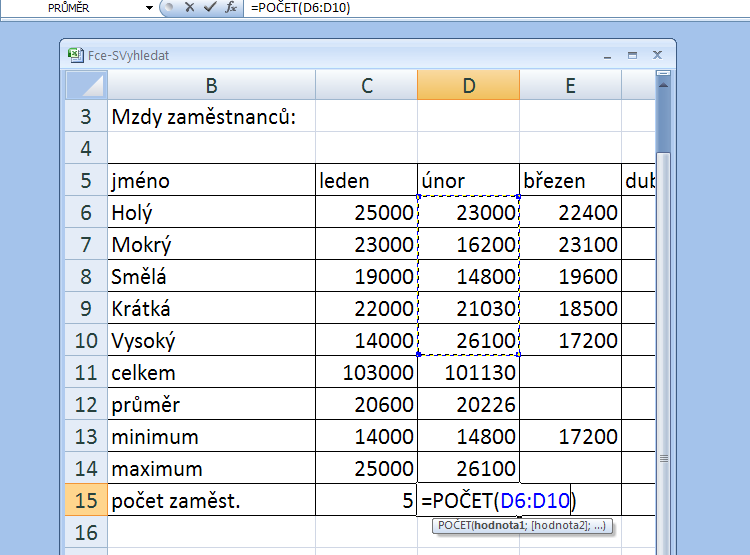 PRŮMĚR =POČET(D6:D10)
Fce-SVyhledat
B C D E
3 Mzdy zaměstnanců:
4
5 jméno leden únor březen dub
6 Holý 25000 23000 22400
7 Mokrý 23000 16200 23100
8 Smělá 19000 14800 19600
9 Krátká 22000 21030 18500
10 Vysoký 14000 26100 17200
11 celkem 103000 101130
12 průměr 20600 20226
13 minimum 14000 14800 17200
14 maximum 25000 26100
15 počet zaměst. 5 =POČET(D6:D10)
POČET(hodnota1; [hodnota2]; ...)
16